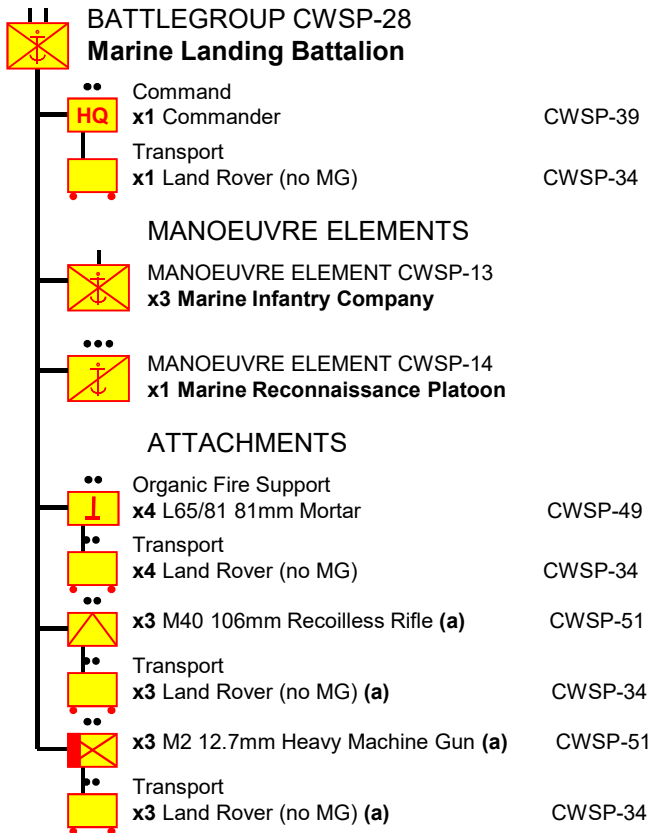 BATTLEGROUP CWSP-28
Marine Landing Battalion
Command
HQ x1 Commander CWSP-39
Transport
x1 Land Rover (no MG) CWSP-34
MANOEUVRE ELEMENTS
MANOEUVRE ELEMENT CWSP-13
x3 Marine Infantry Company
MANOEUVRE ELEMENT CWSP-14
x1 Marine Reconnaissance Platoon
ATTACHMENTS
Organic Fire Support
x4 L65/81 81mm Mortar CWSP-49
Transport
x4 Land Rover (no MG) CWSP-34
x3 M40 106mm Recoilless Rifle (a) CWSP-51
Transport
x3 Land Rover (no MG) (a) CWSP-34
x3 M2 12.7mm Heavy Machine Gun (a) CWSP-51
Transport
x3 Land Rover (no MG) (a) CWSP-34